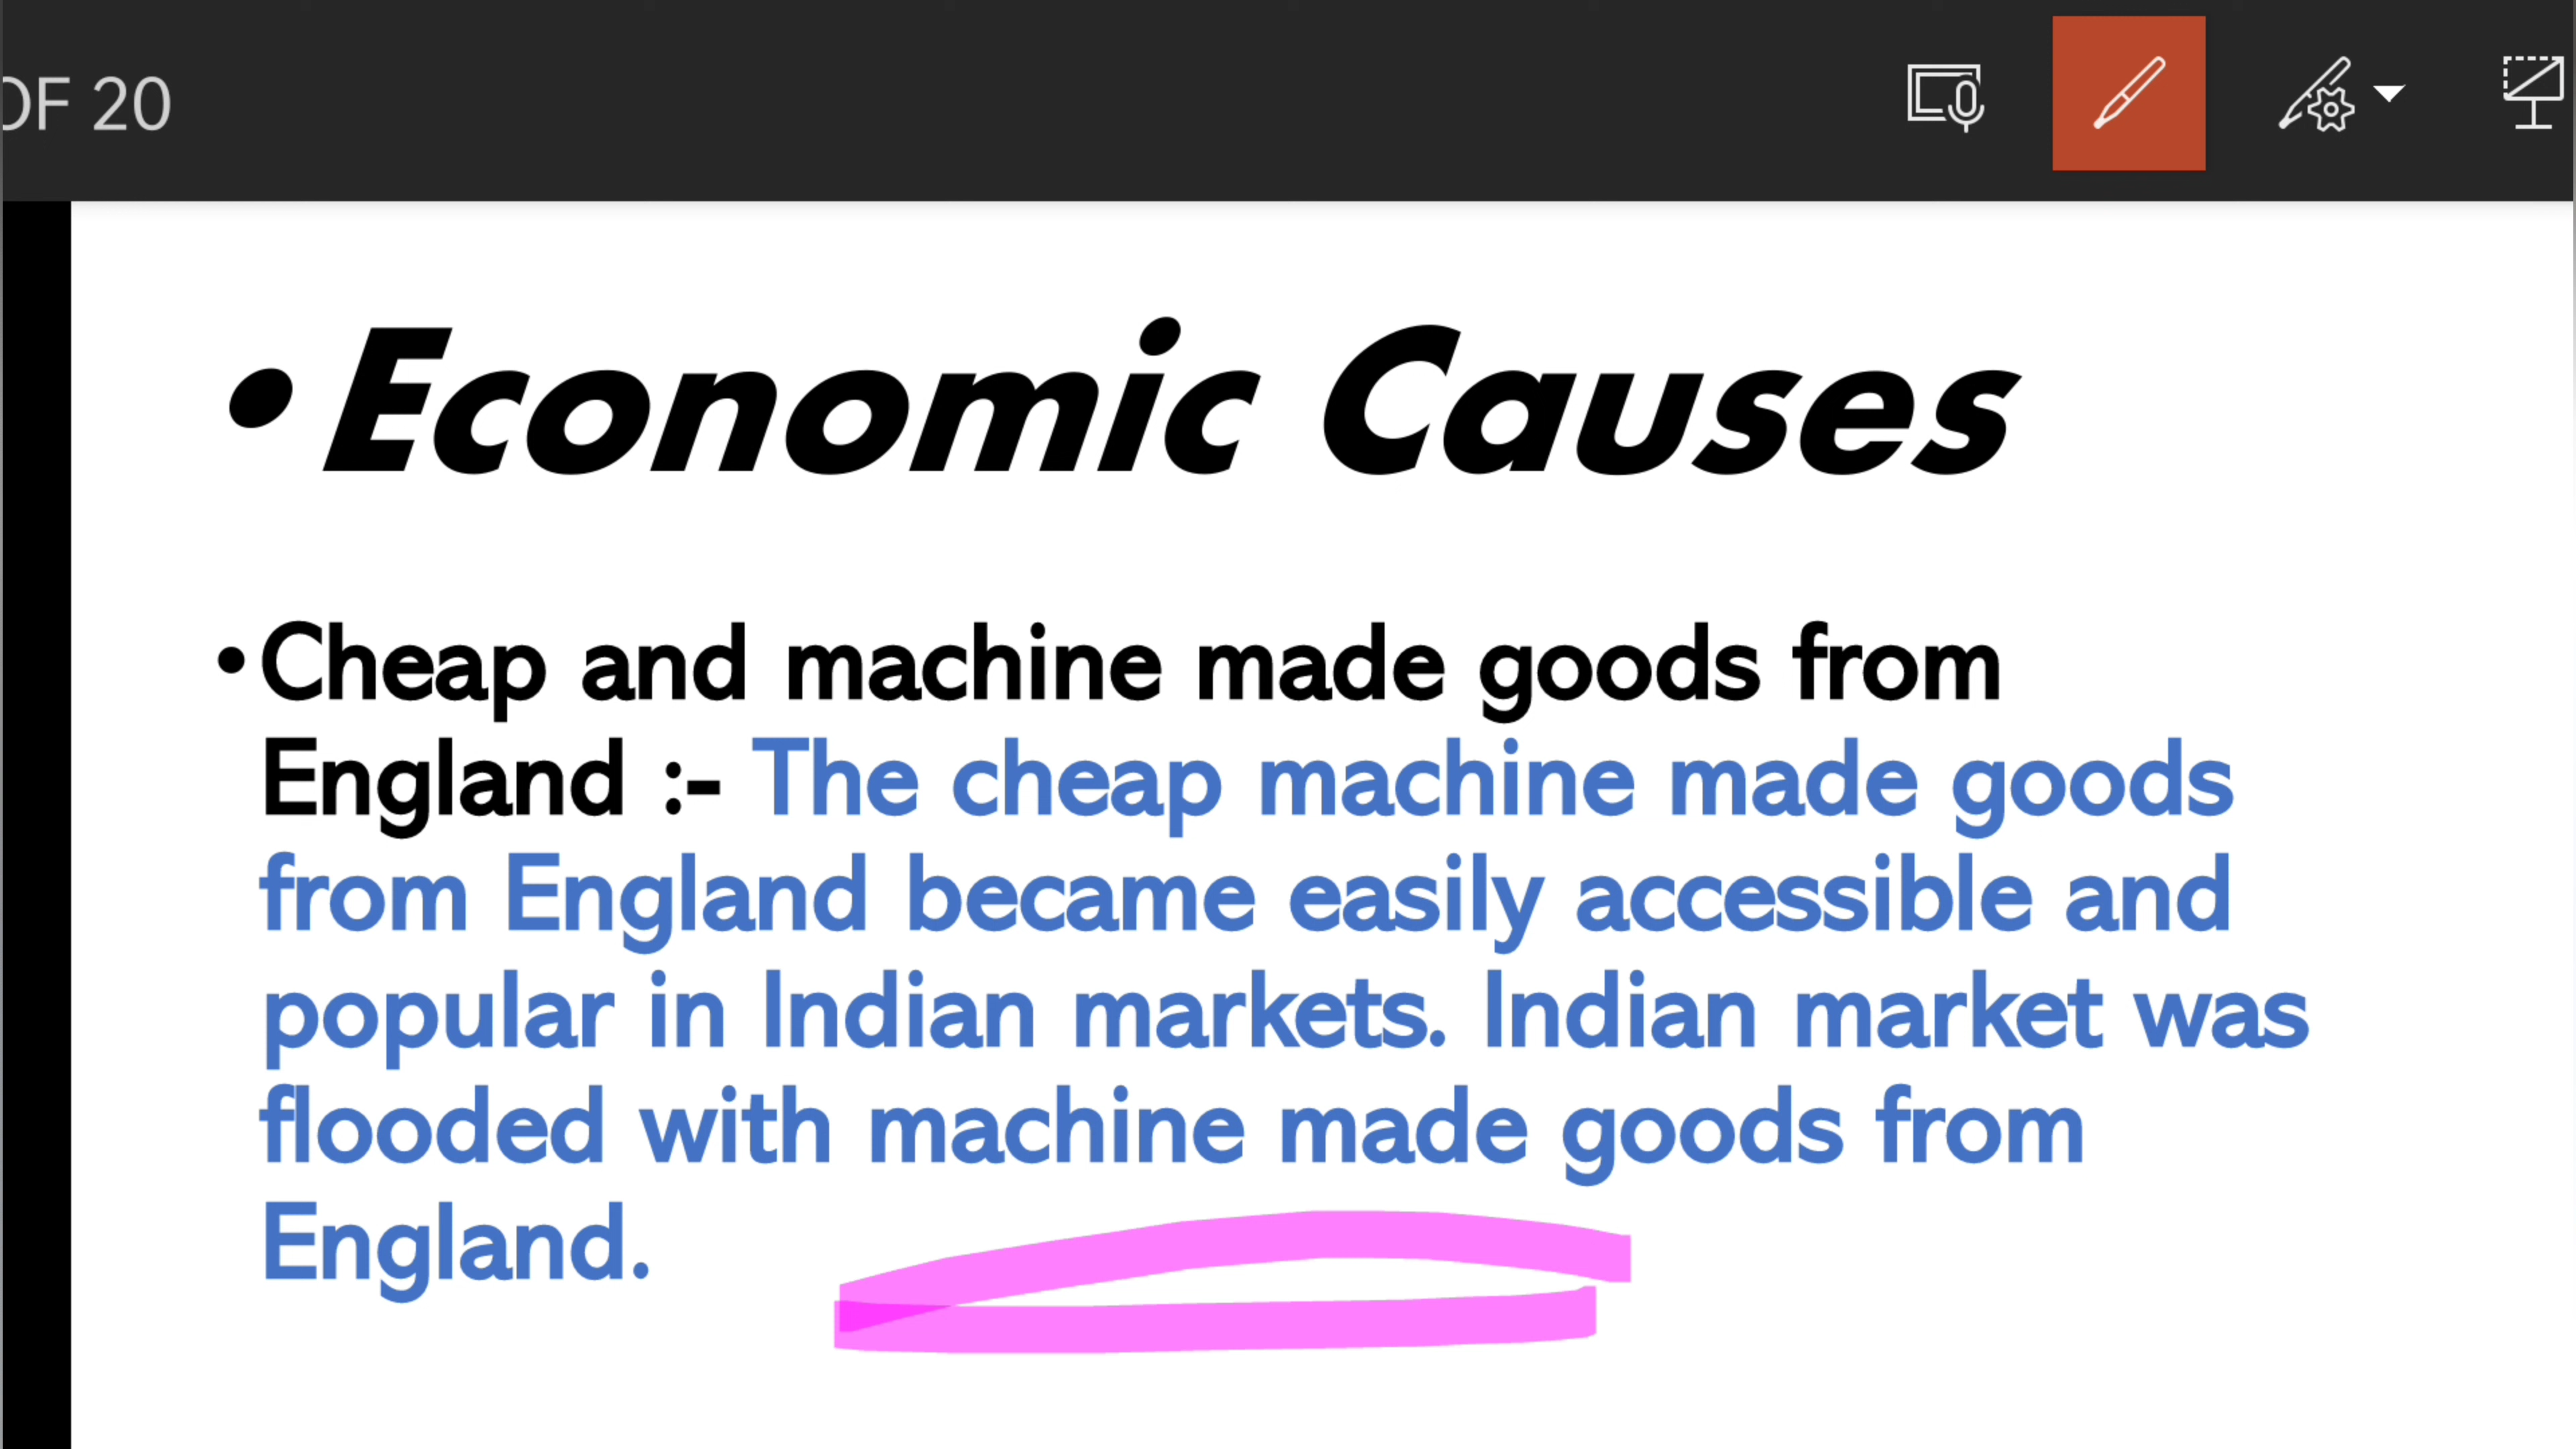 OF 20
• Economic Causes
• Cheap and machine made goods from
England :- The cheap machine made goods
from England became easily accessible and
popular in Indian markets. Indian market was
flooded with machine made goods from
England.